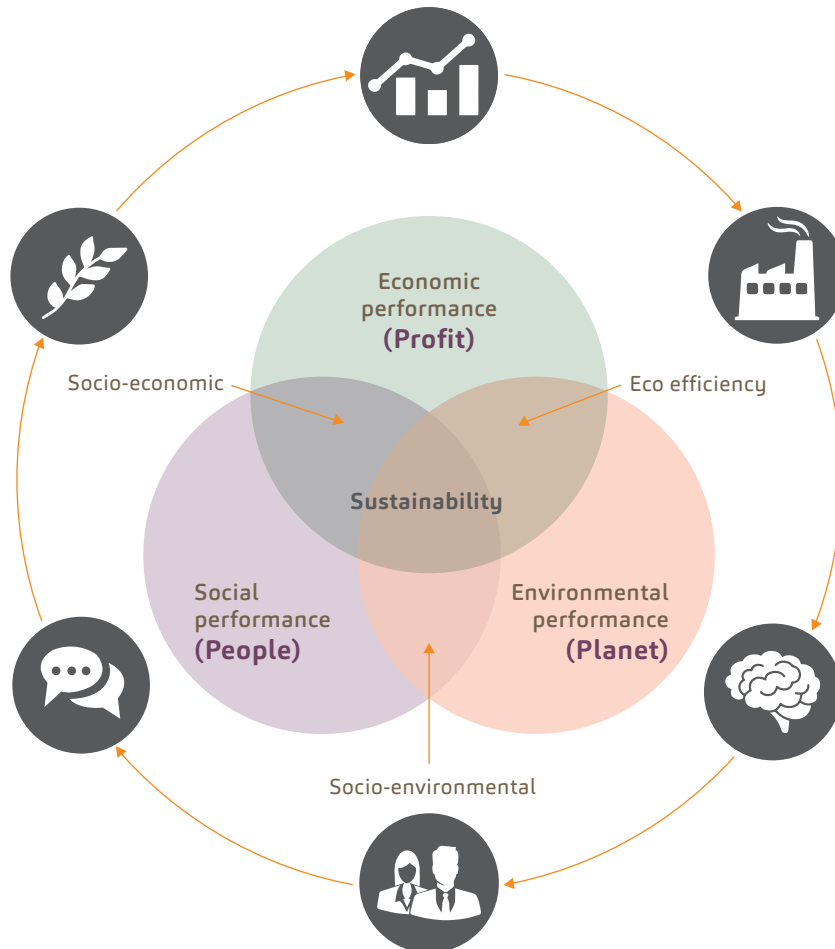 Economic
performance
(Profit)
Socio-economic
Eco efficiency
Sustainability
Social
performance
(People)
Environmental
performance
(Planet)
Socio-environmental